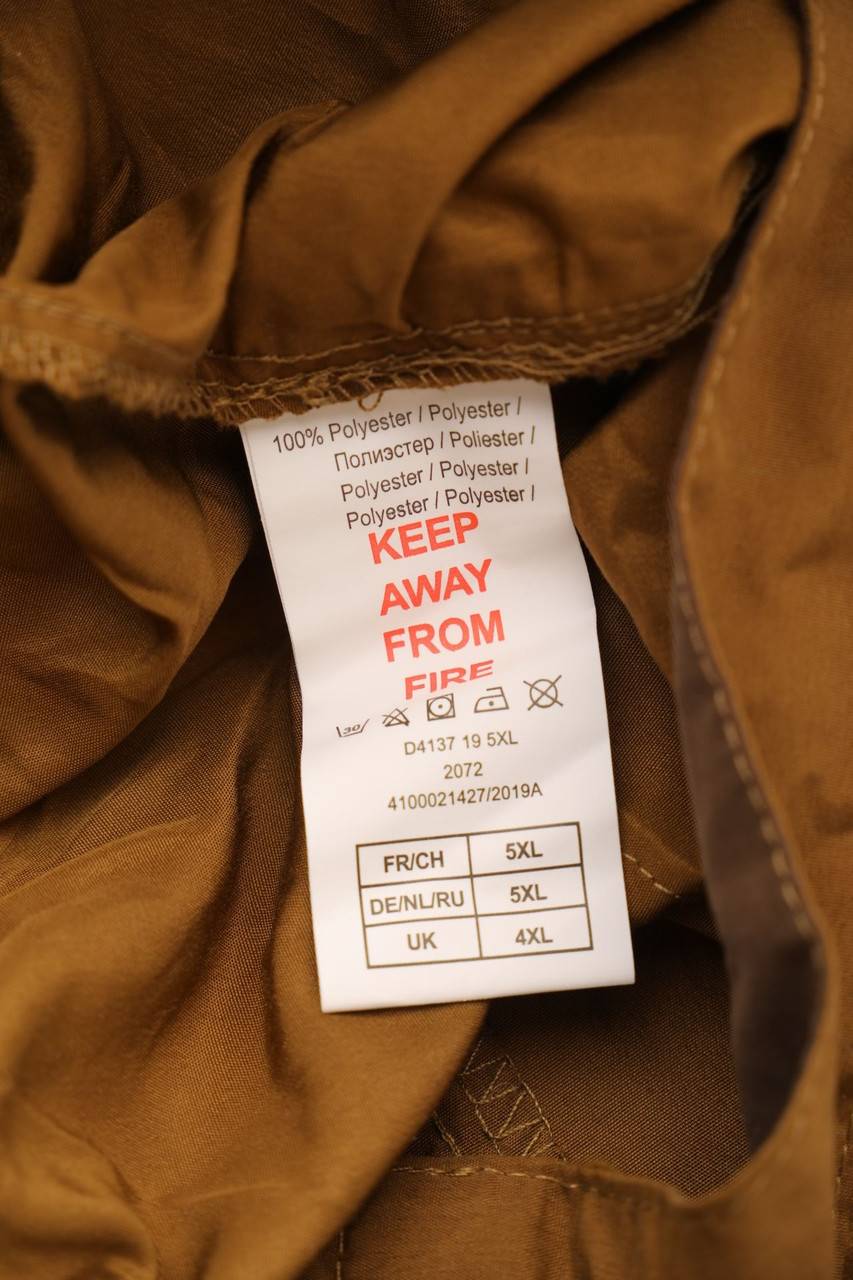 100% Polyester / Polyester /
Полиэстер / Poliester /
Polyester / Polyester /
Polyester / Polyester /
KEEP
AWAY
FROM
FIRE
30
D4137 19 5XL
2072
4100021427/2019A
FR/CH 5XL
DE/NL/RU 5XL
UK 4XL